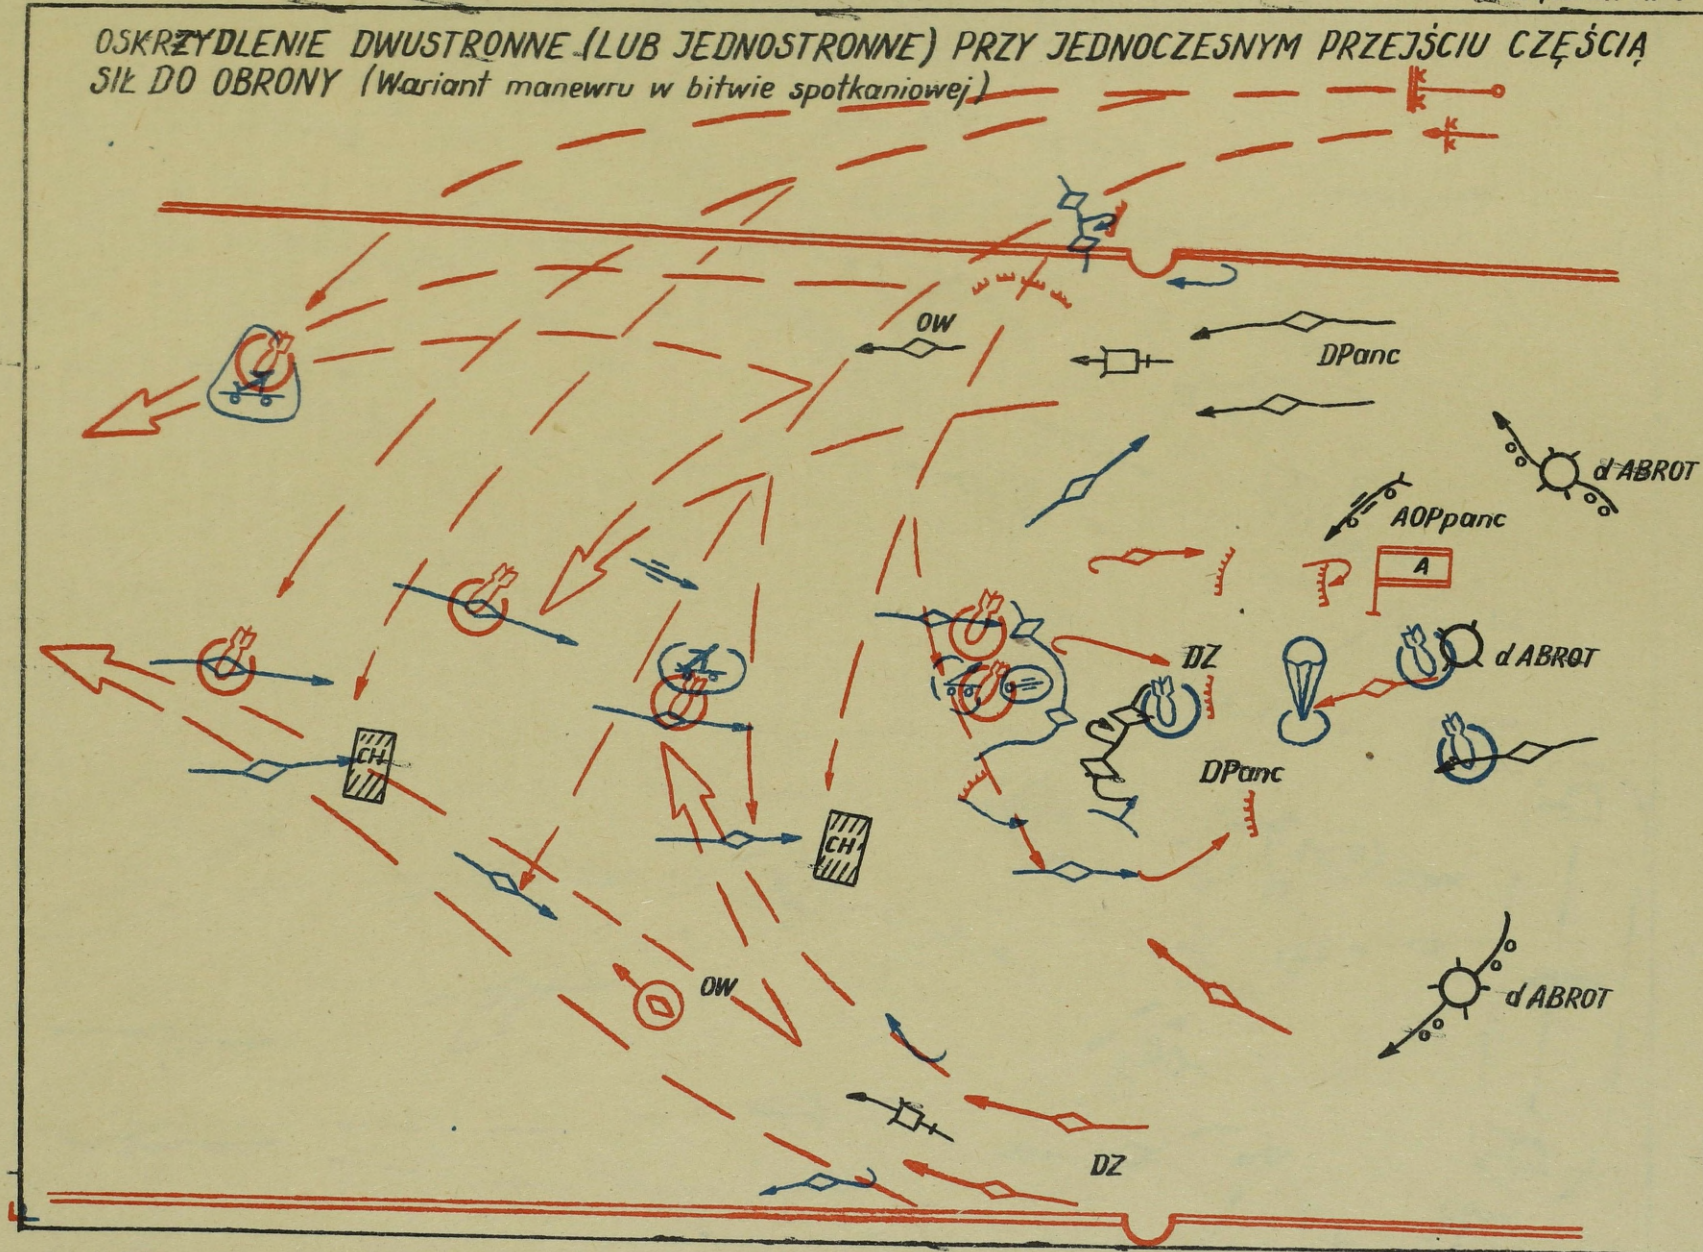 OSKRZYDLENIE DWUSTRONNE (LUB JEDNOSTRONNE) PRZY JEDNOCZESNYM PRZEJŚCIU CZĘŚCIĄ
SIŁ DO OBRONY (Wariant manewru w bitwie spotkaniowej)
OW
DPanc
d ABROT
AOPpanc
A
DZ
d ABROT
CH
DPanc
CH
OW
d ABROT
DZ